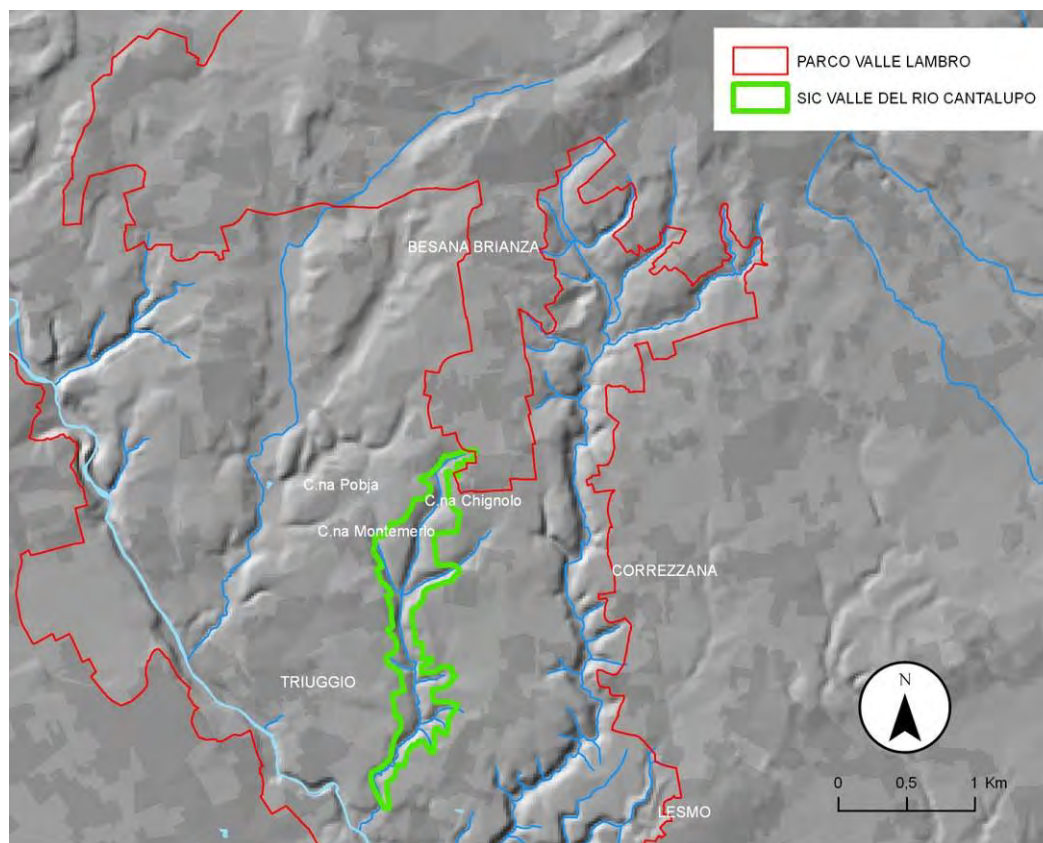 PARCO VALLE LAMBRO
SIC VALLE DEL RIO CANTALUPO
BESANA BRIANZA
C.na Pobja
C.na Chignolo
C.na Montemerlo
CORREZZANA
TRIUGGIO
N
0 0,5 1 Km
LESMO